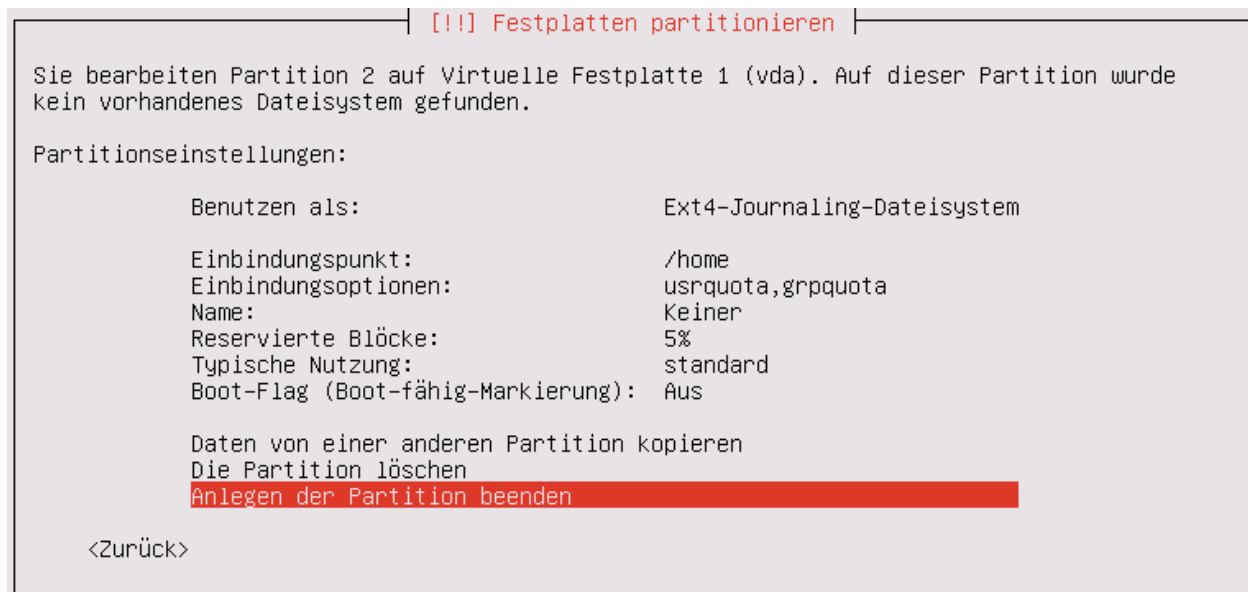 [!!] Festplatten partitionieren
Sie bearbeiten Partition 2 auf Virtuelle Festplatte 1 (vda). Auf dieser Partition wurde
kein vorhandenes Dateisystem gefunden.
Partitionseinstellungen:
Benutzen als: Ext4-Journaling-Dateisystem
Einbindungspunkt: /home
Einbindungsoptionen: usrquota,grpquota
Name: Keiner
Reservierte Blöcke: 5%
Typische Nutzung: standard
Boot-Flag (Boot-fähig-Markierung): Aus
Daten von einer anderen Partition kopieren
Die Partition löschen
Anlegen der Partition beenden
<Zurück>